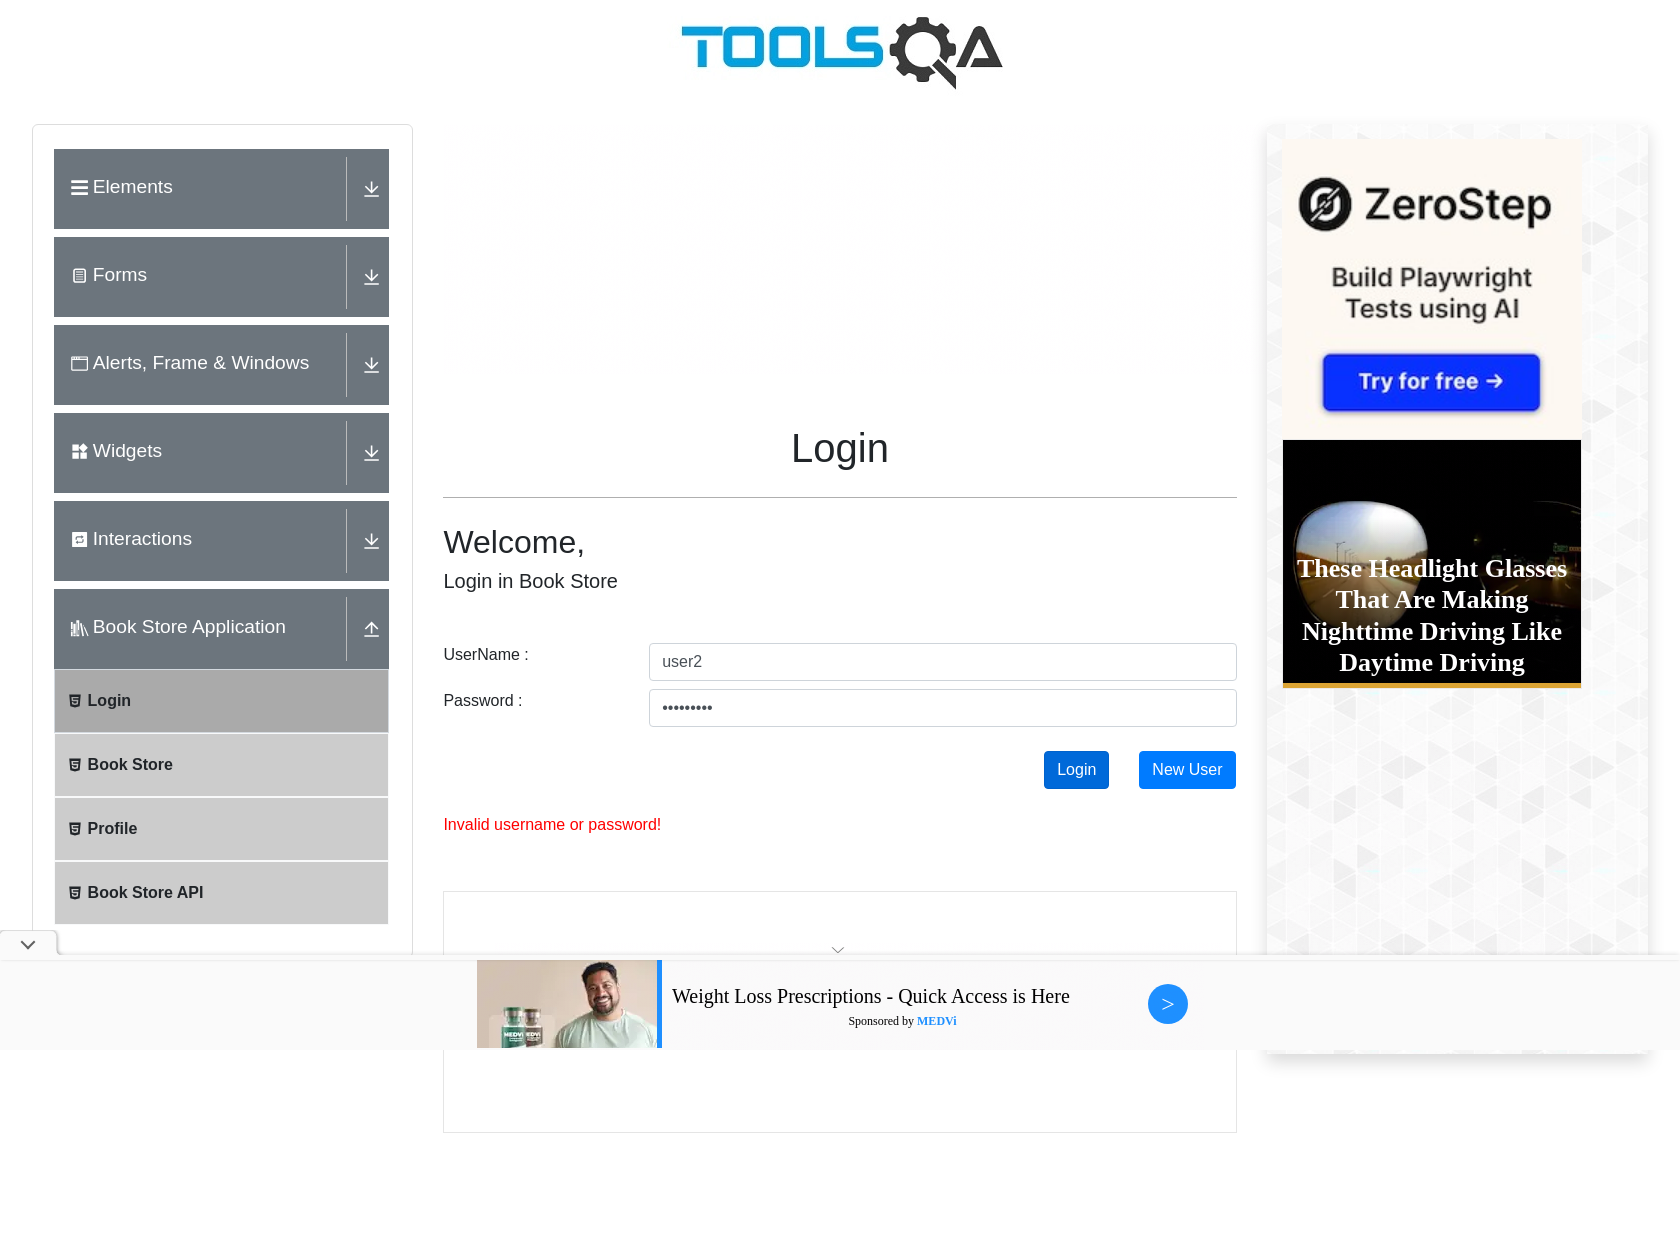 TOOLSQA
Elements
Forms
Alerts, Frame & Windows
Widgets
Interactions
Book Store Application
Login
Book Store
Profile
Book Store API
Login
Welcome,
Login in Book Store
UserName :
user2
Password :
•••••••••
Login
New User
Invalid username or password!
ZeroStep
Build Playwright
Tests using AI
Try for free →
These Headlight Glasses
That Are Making
Nighttime Driving Like
Daytime Driving
MEDVi
MEDVi
Weight Loss Prescriptions - Quick Access is Here
Sponsored by MEDVi
>